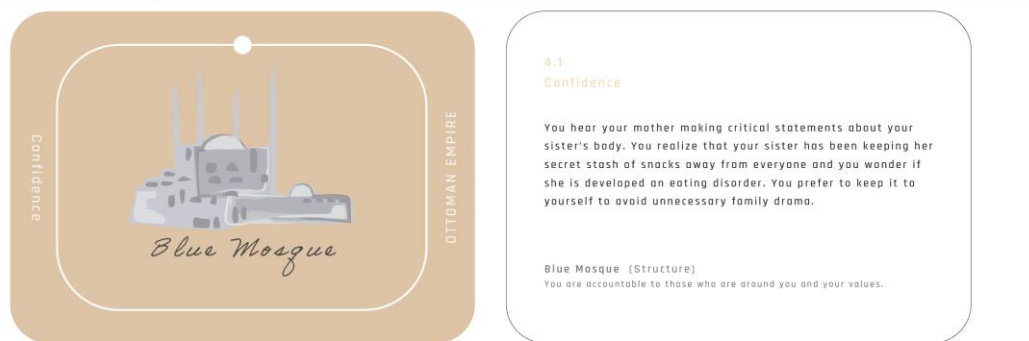 Confidence
Blue Mosque
OTTOMAN EMPIRE
4.1
Confidence
You hear your mother making critical statements about your
sister's body. You realize that your sister has been keeping her
secret stash of snacks away from everyone and you wonder if
she is developed an eating disorder. You prefer to keep it to
yourself to avoid unnecessary family drama.
Blue Mosque (Structure)
You are accountable to those who are around you and your values.